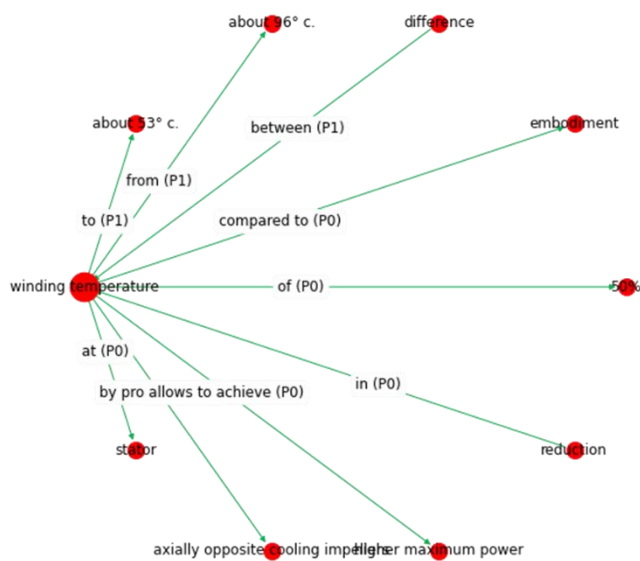 about 96° c.
difference
about 53° c.
embodiment
between (P1)
from (P1)
to (P1)
compared to (P0)
winding temperature
of (P0)
50%
at (P0)
in (P0)
by pro allows to achieve (P0)
stator
reduction
axially opposite cooling impellers
higher maximum power